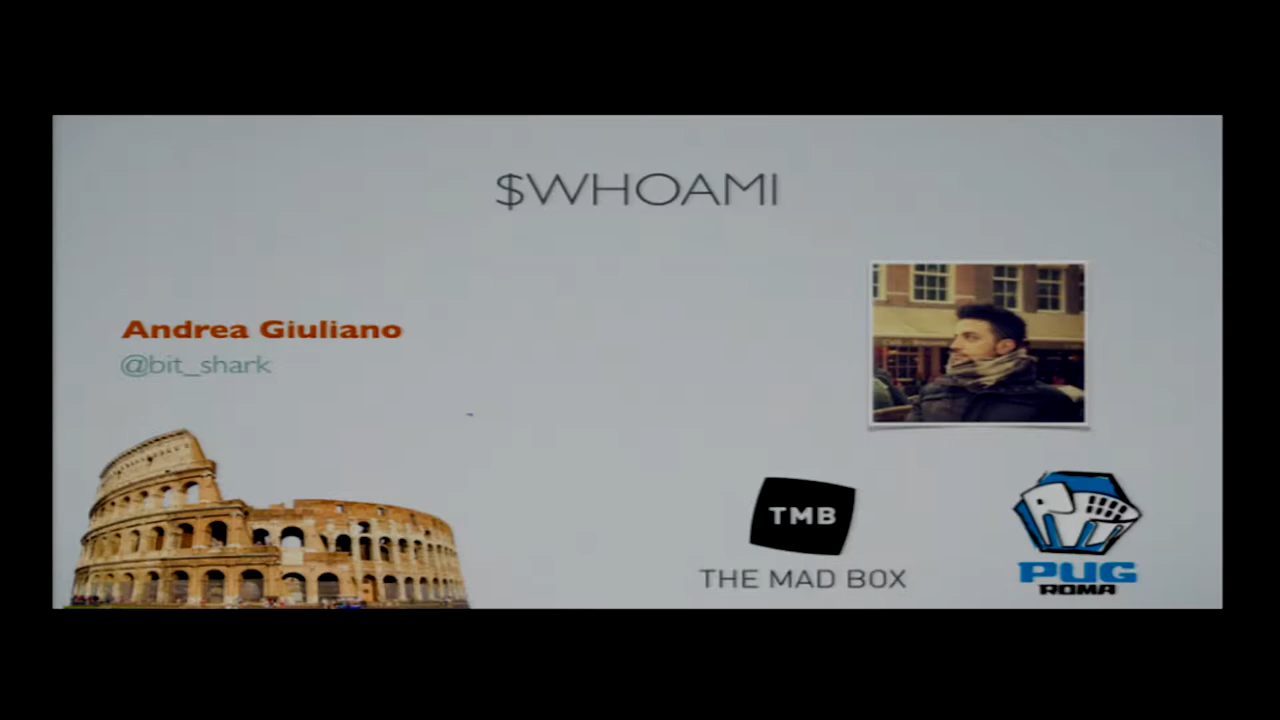 $WHOAMI
Andrea Giuliano
@bit_shark
TMB
THE MAD BOX
PUG
ROMA